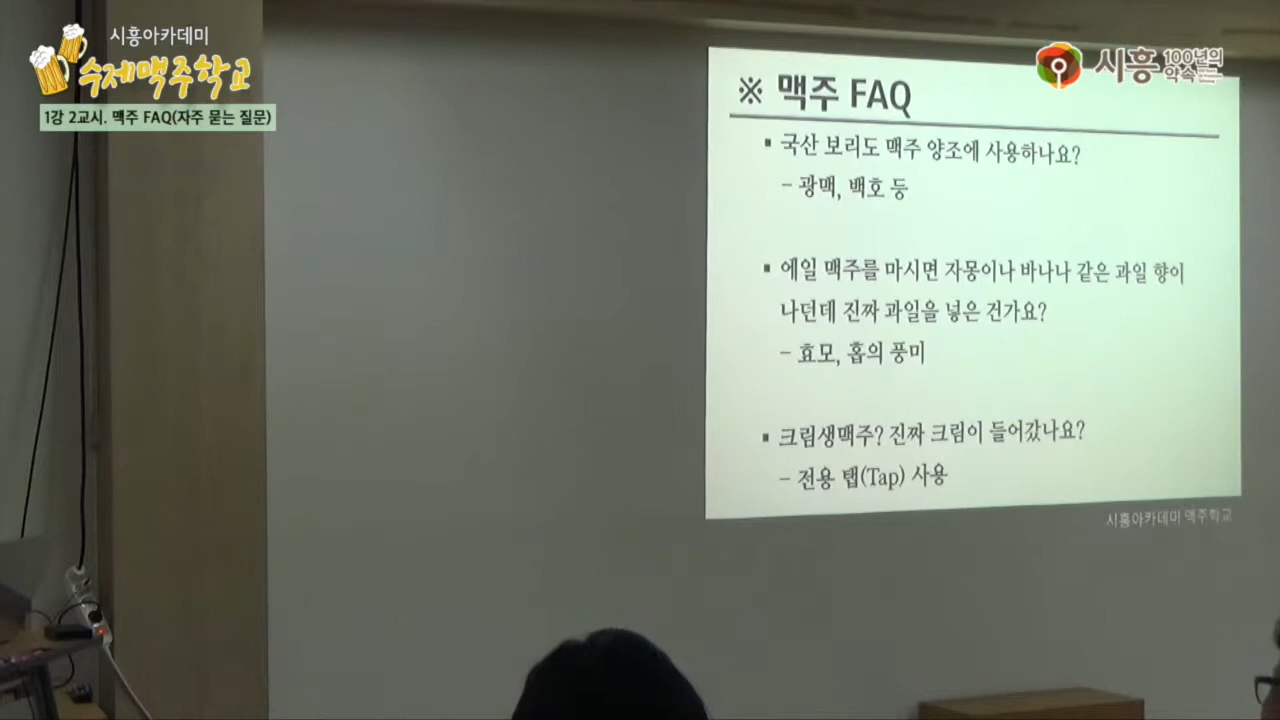 시흥아카데미
수제맥주학교
1강 2교시. 맥주 FAQ(자주 묻는 질문)
시흥 100년의 약속
※ 맥주 FAQ
▪ 국산 보리도 맥주 양조에 사용하나요?
– 광맥, 백호 등
▪ 에일 맥주를 마시면 자몽이나 바나나 같은 과일 향이
나던데 진짜 과일을 넣은 건가요?
– 효모, 홉의 풍미
▪ 크림생맥주? 진짜 크림이 들어갔나요?
– 전용 탭(Tap) 사용
시흥아카데미 맥주학교